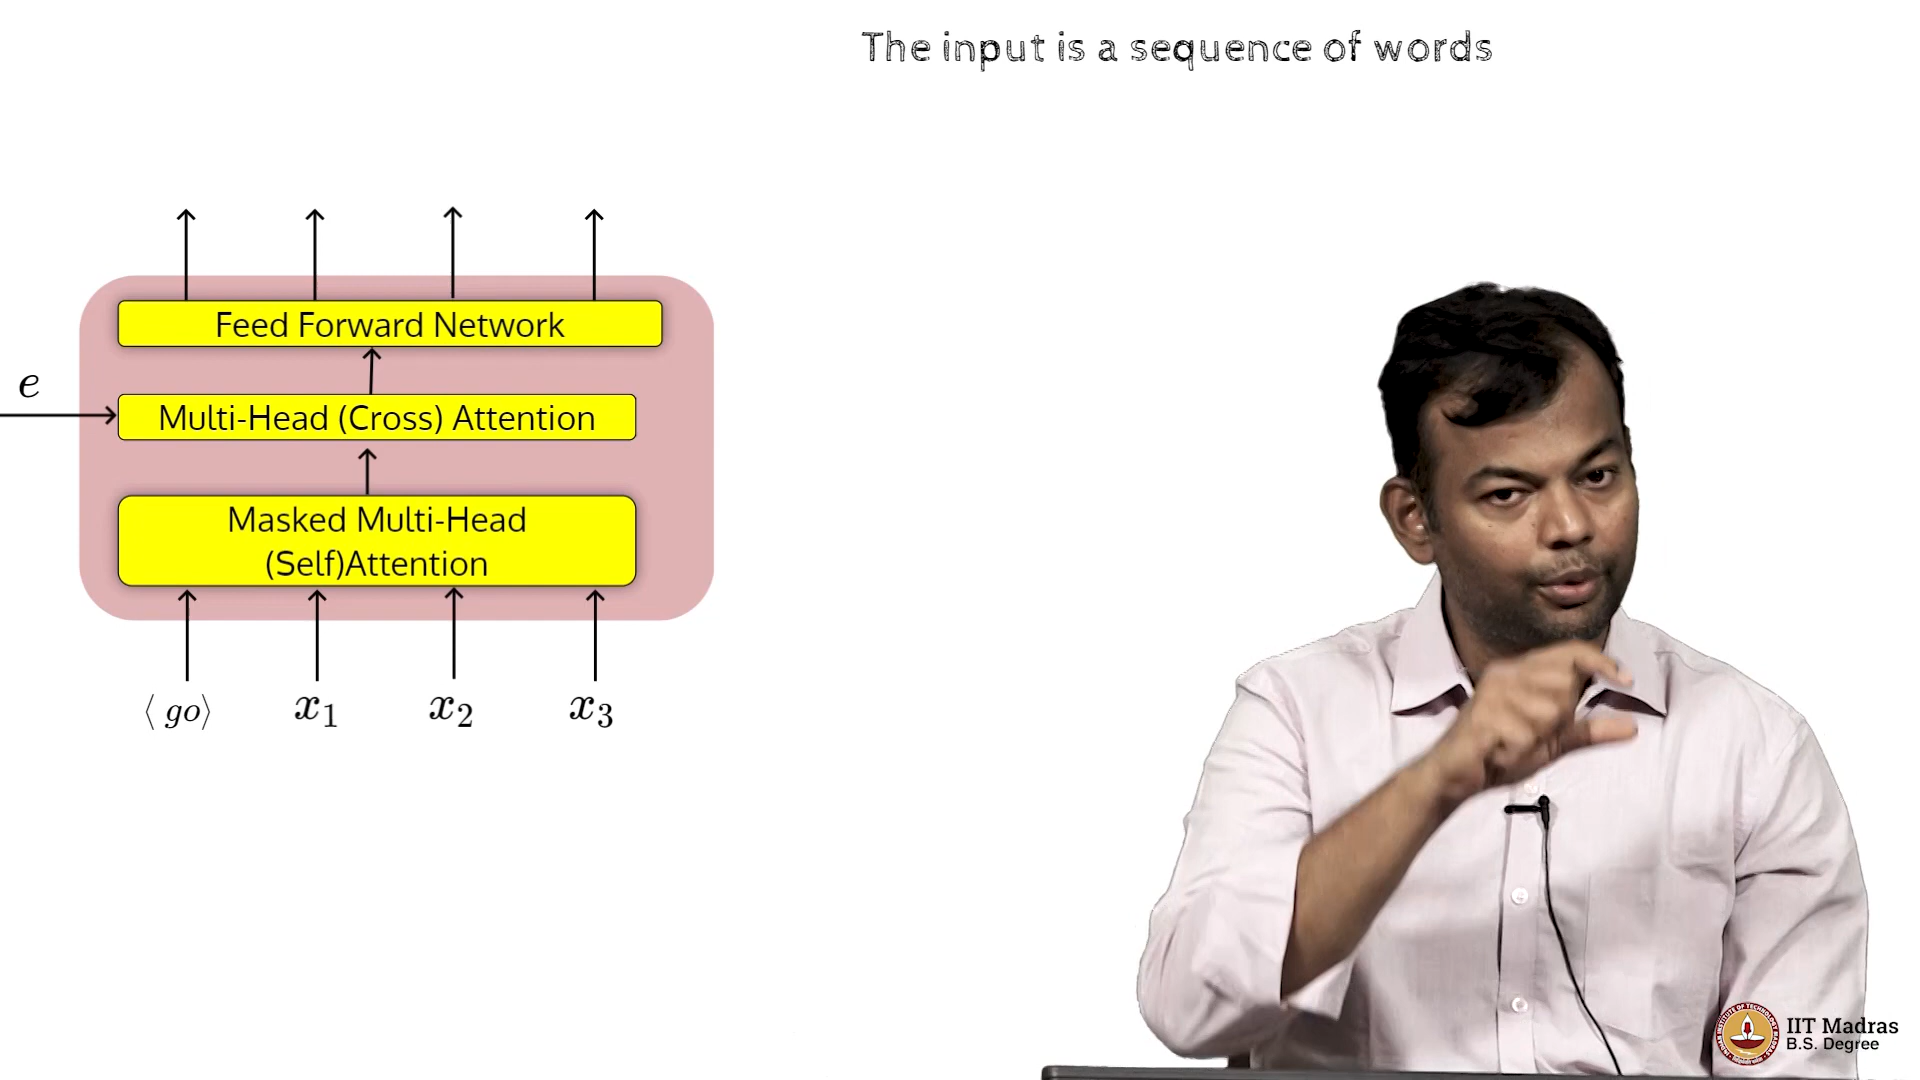 The input is a sequence of words
Feed Forward Network
e
Multi-Head (Cross) Attention
Masked Multi-Head
(Self)Attention
⟨ go⟩ x₁ x₂ x₃
IIT Madras
B.S. Degree